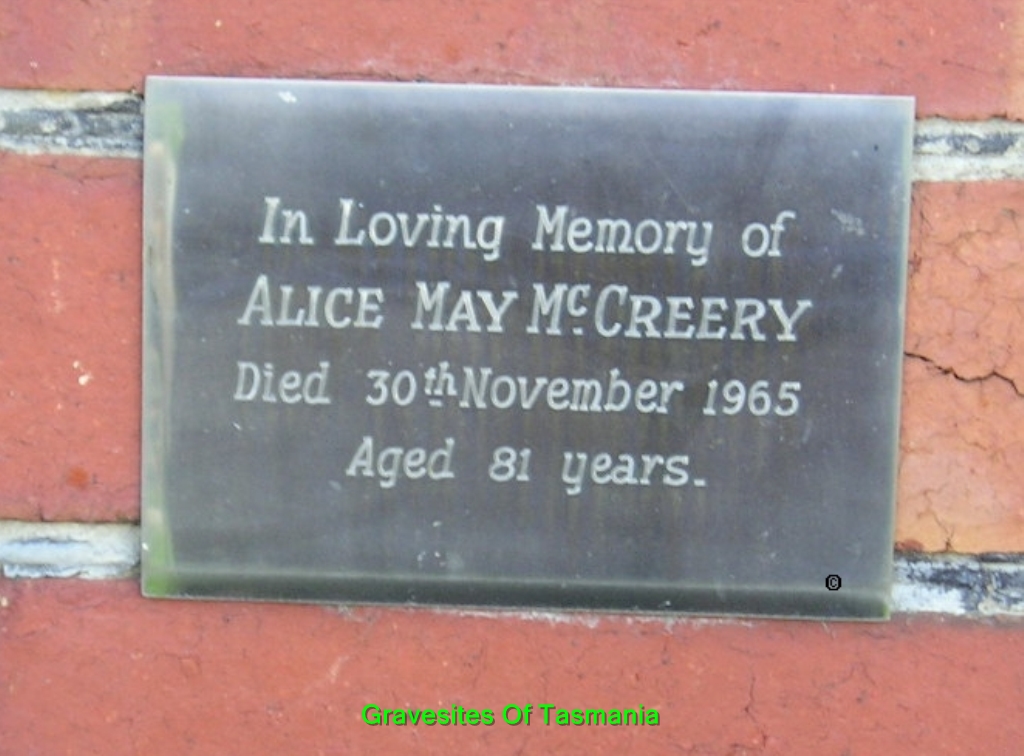 In Loving Memory of
ALICE MAY McCREERY
Died 30th November 1965
Aged 81 years.
©
Gravesites Of Tasmania